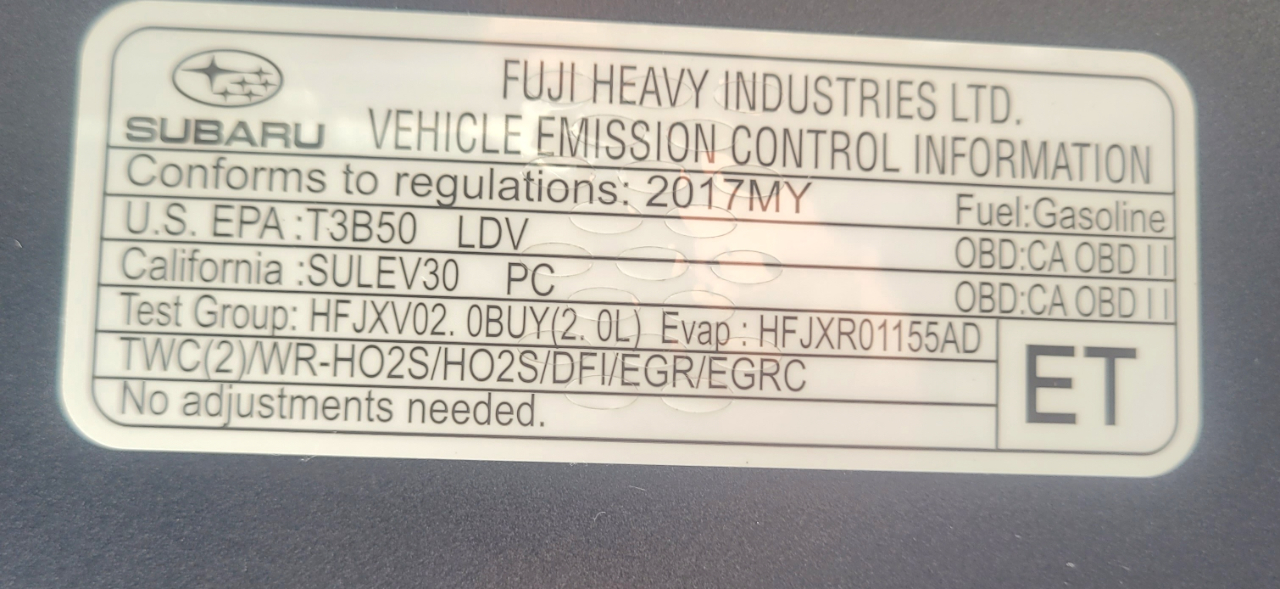 FUJI HEAVY INDUSTRIES LTD.
SUBARU VEHICLE EMISSION CONTROL INFORMATION
Conforms to regulations: 2017MY Fuel:Gasoline
U.S. EPA :T3B50 LDV OBD:CA OBD II
California :SULEV30 PC OBD:CA OBD II
Test Group: HFJXV02. 0BUY(2. 0L) Evap : HFJXR01155AD
TWC(2)/WR-HO2S/HO2S/DFI/EGR/EGRC
No adjustments needed.
ET